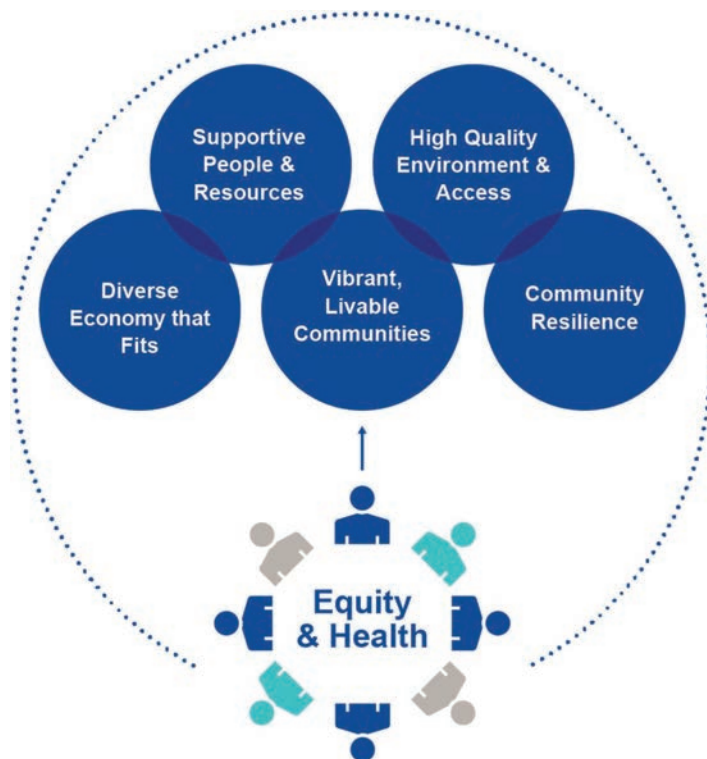 Supportive
People &
Resources
High Quality
Environment &
Access
Diverse
Economy that
Fits
Vibrant,
Livable
Communities
Community
Resilience
Equity
& Health